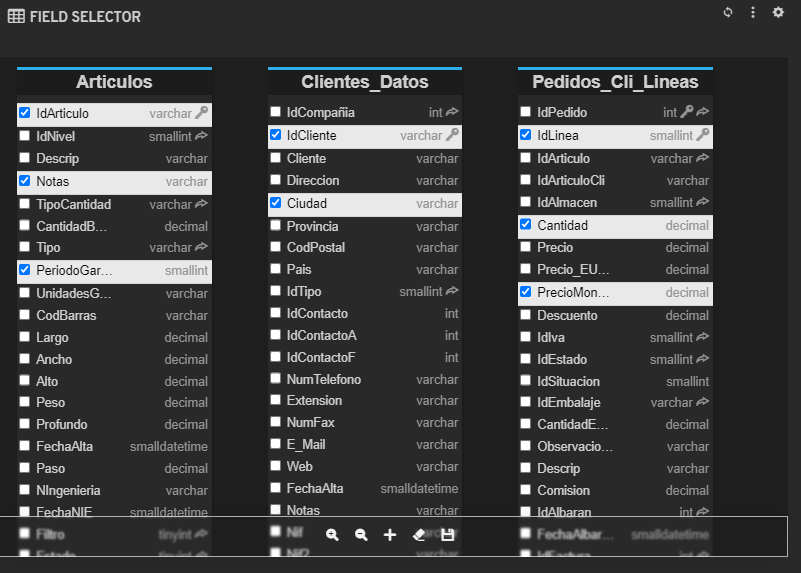 FIELD SELECTOR
Articulos
IdArticulo varchar
IdNivel smallint
Descrip varchar
Notas varchar
TipoCantidad varchar
CantidadB... decimal
Tipo varchar
PeriodoGar... smallint
UnidadesG... varchar
CodBarras varchar
Largo decimal
Ancho decimal
Alto decimal
Peso decimal
Profundo decimal
FechaAlta smalldatetime
Paso decimal
NIngenieria varchar
FechaNIE smalldatetime
Filtro tinyint
Estado tinyint
Clientes_Datos
IdCompañia int
IdCliente varchar
Cliente varchar
Direccion varchar
Ciudad varchar
Provincia varchar
CodPostal varchar
Pais varchar
IdTipo smallint
IdContacto int
IdContactoA int
IdContactoF int
NumTelefono varchar
Extension varchar
NumFax varchar
E_Mail varchar
Web varchar
FechaAlta smalldatetime
Notas varchar
Nif varchar
Nif2 varchar
Pedidos_Cli_Lineas
IdPedido int
IdLinea smallint
IdArticulo varchar
IdArticuloCli varchar
IdAlmacen smallint
Cantidad decimal
Precio decimal
Precio_EU... decimal
PrecioMon... decimal
Descuento decimal
IdIva smallint
IdEstado smallint
IdSituacion smallint
IdEmbalaje varchar
CantidadE... decimal
Observacio... varchar
Descrip varchar
Comision decimal
IdAlbaran int
FechaAlbar... smalldatetime
IdFactura int